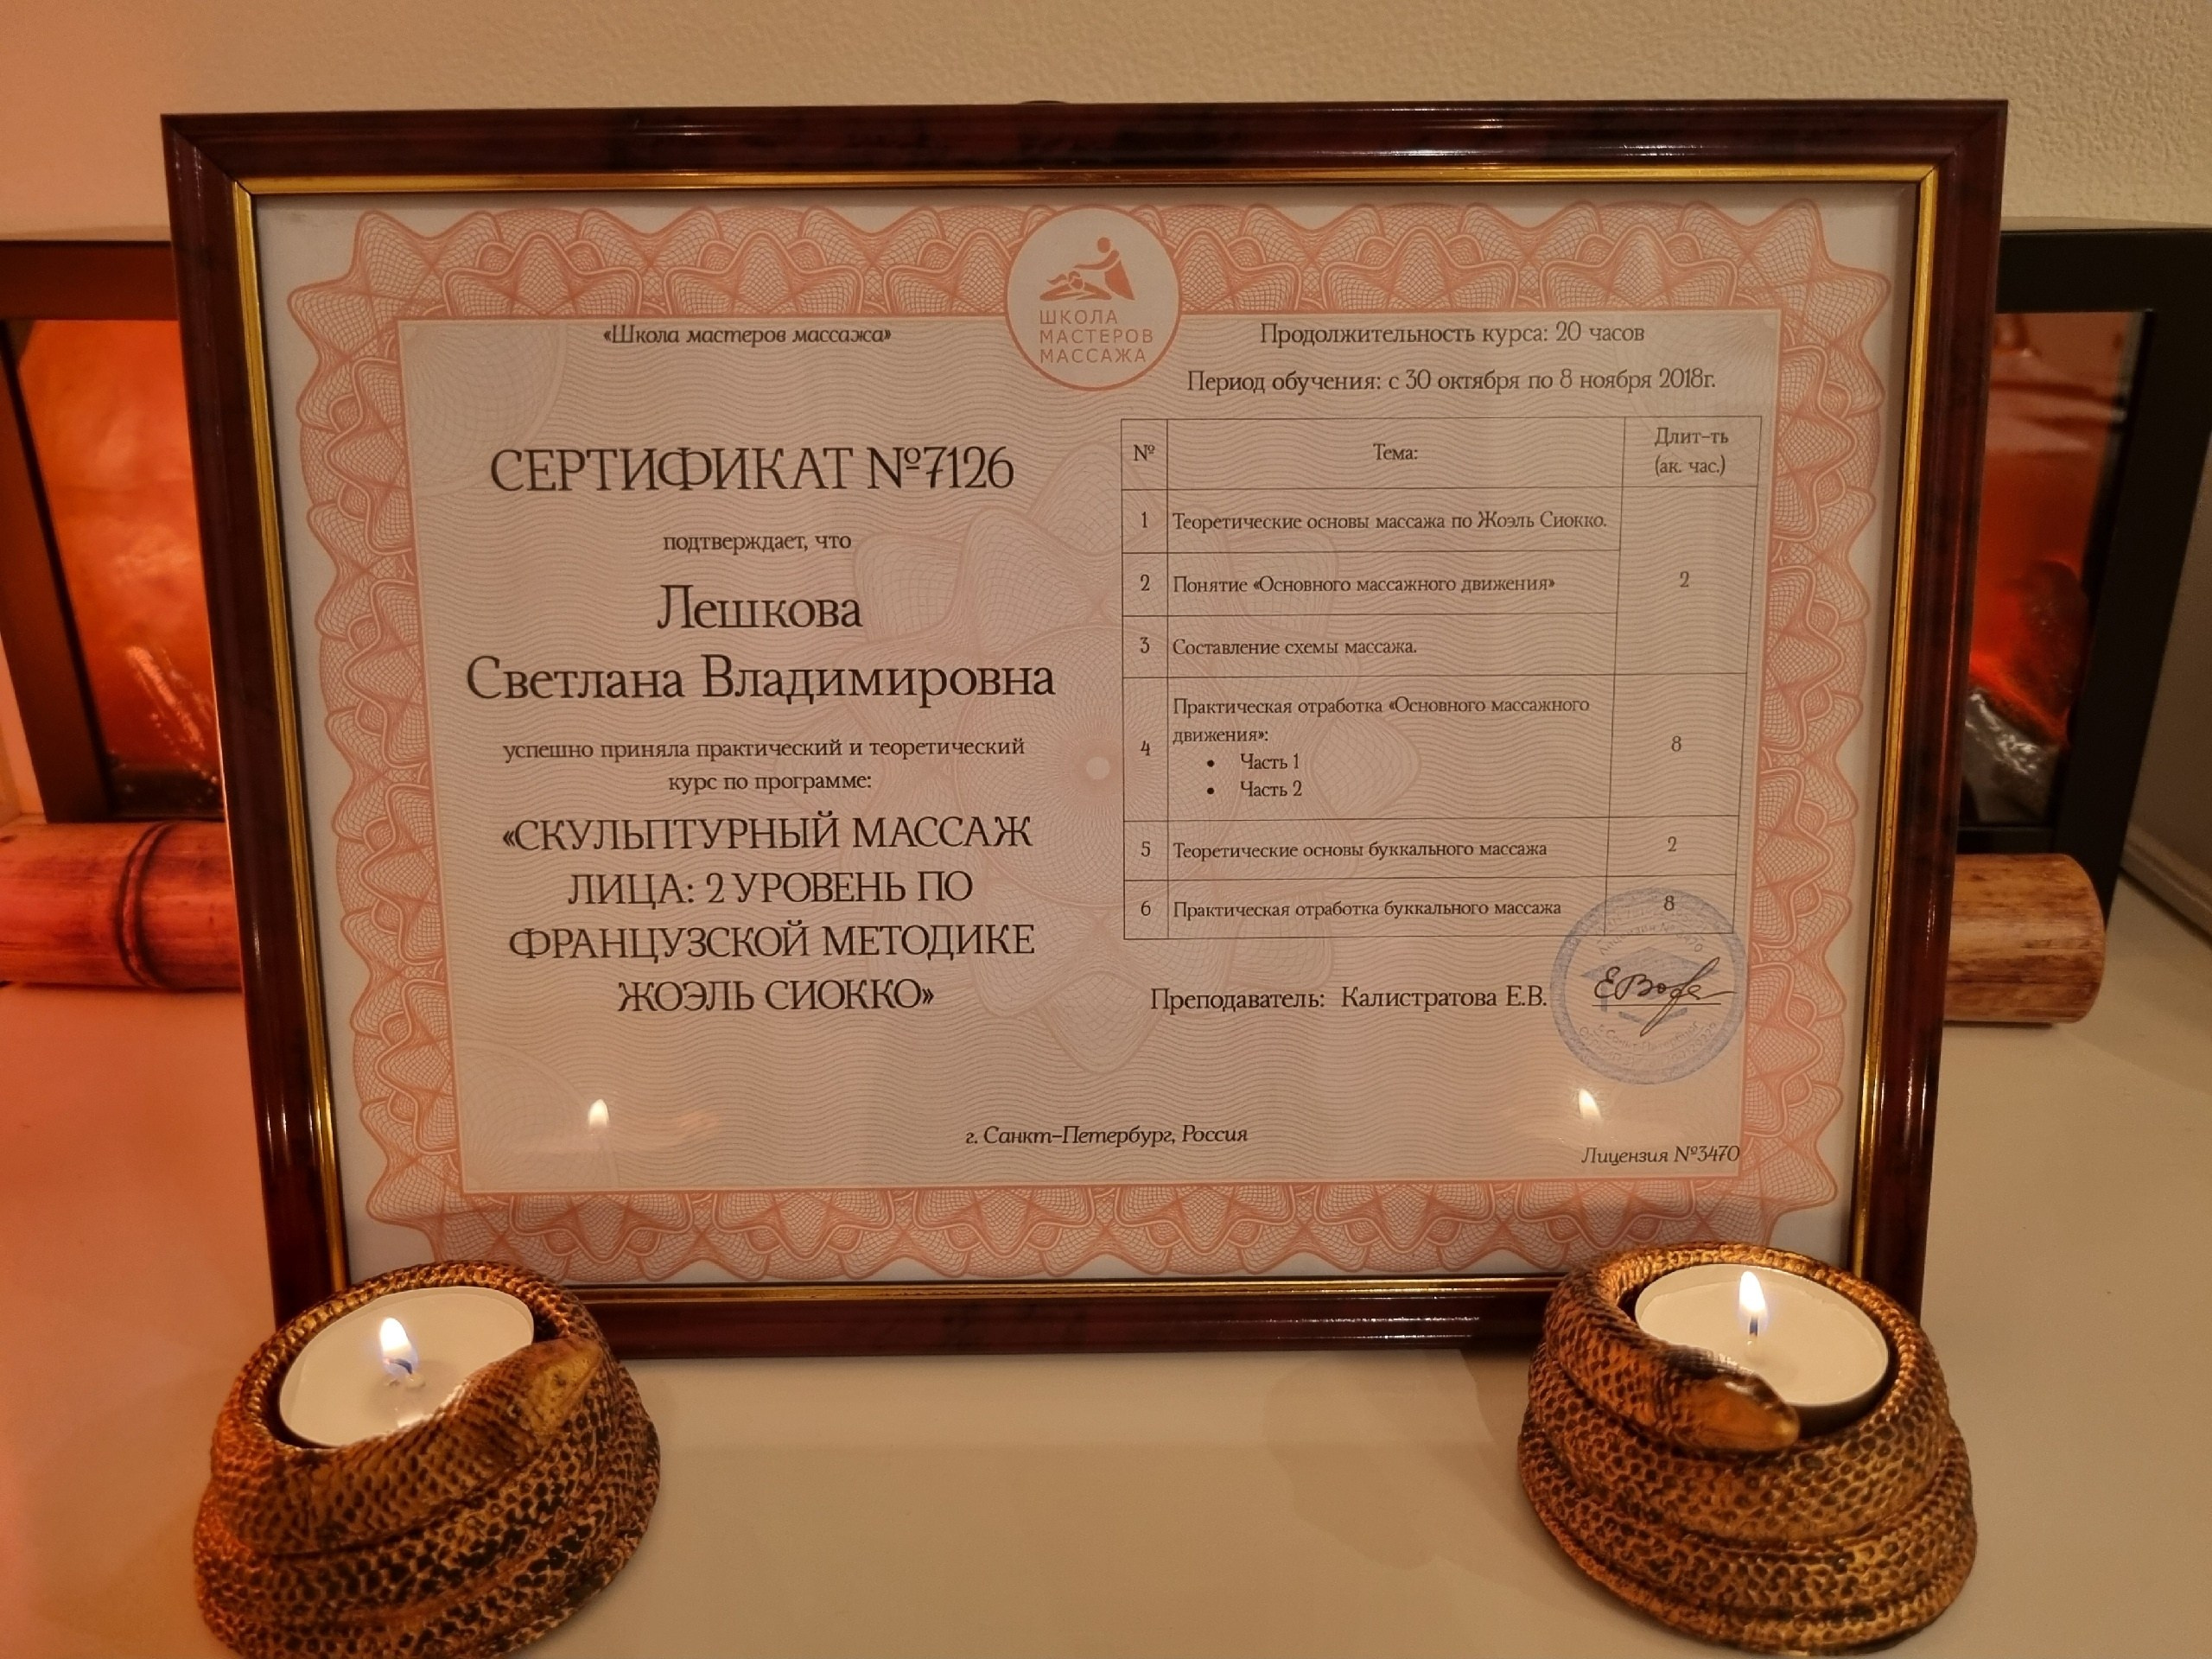 ШКОЛА
МАСТЕРОВ
МАССАЖА
«Школа мастеров массажа»
СЕРТИФИКАТ №7126
подтверждает, что
Лешкова
Светлана Владимировна
успешно приняла практический и теоретический
курс по программе:
«СКУЛЬПТУРНЫЙ МАССАЖ
ЛИЦА: 2 УРОВЕНЬ ПО
ФРАНЦУЗСКОЙ МЕТОДИКЕ
ЖОЭЛЬ СИОККО»
Продолжительность курса: 20 часов
Период обучения: с 30 октября по 8 ноября 2018г.
№ Тема: Длит-ть
(ак. час.)
1 Теоретические основы массажа по Жоэль Сиокко.
2 Понятие «Основного массажного движения» 2
3 Составление схемы массажа.
4 Практическая отработка «Основного массажного
движения»: 8
• Часть 1
• Часть 2
5 Теоретические основы буккального массажа 2
6 Практическая отработка буккального массажа 8
Преподаватель: Калистратова Е.В.
Лицензия №3470
г. Санкт-Петербург
г. Санкт-Петербург, Россия
Лицензия №3470